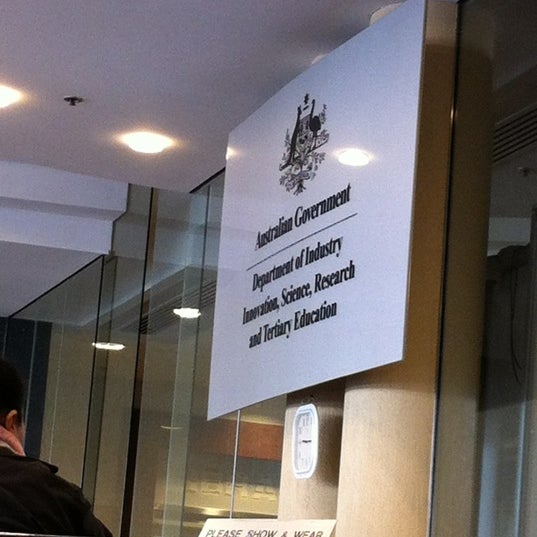 Australian Government
Department of Industry
Innovation, Science, Research
and Tertiary Education
PLEASE SHOW & WEAR